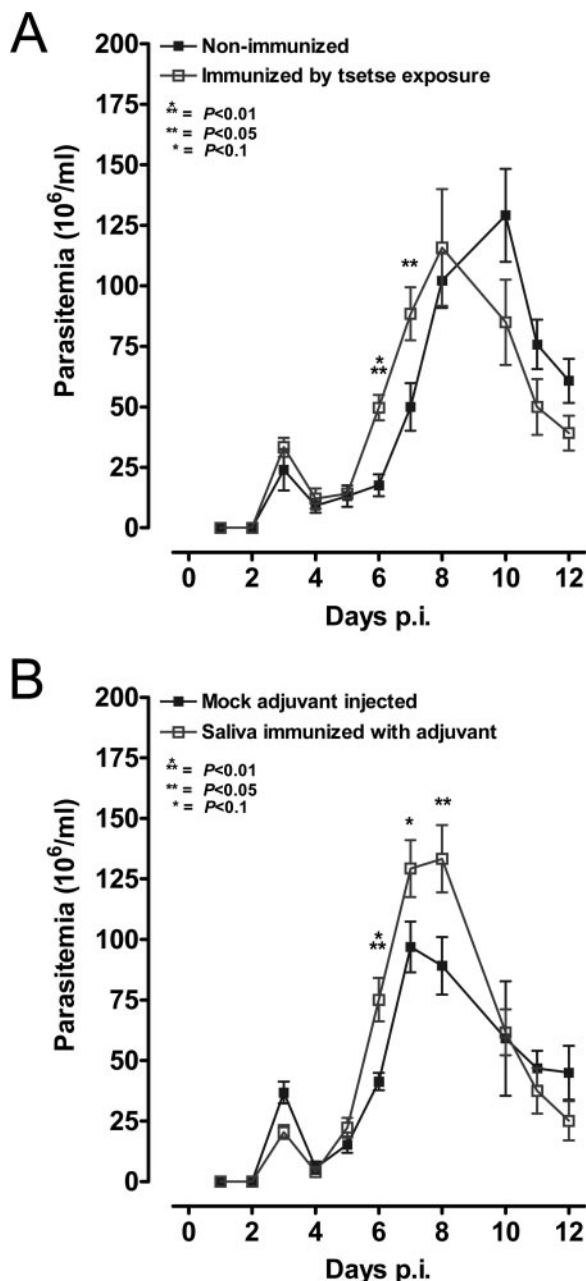 A
200
Non-immunized
Immunized by tsetse exposure
175
*
** = P<0.01
** = P<0.05
* = P<0.1
150
125
100
75
50
25
0
Parasitemia (10⁶/ml)
**
*
**
0 2 4 6 8 10 12
Days p.i.
B
200
Mock adjuvant injected
Saliva immunized with adjuvant
175
*
** = P<0.01
** = P<0.05
* = P<0.1
150
125
100
75
50
25
0
Parasitemia (10⁶/ml)
* **
*
**
0 2 4 6 8 10 12
Days p.i.